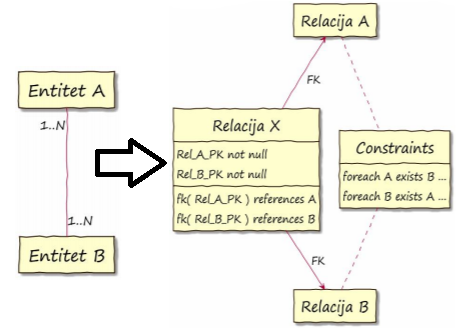 Entitet A
1..N
1..N
Entitet B
Relacija A
FK
Relacija X
Rel_A_PK not null
Rel_B_PK not null
fk( Rel_A_PK ) references A
fk( Rel_B_PK ) references B
Constraints
foreach A exists B ...
foreach B exists A ...
FK
Relacija B